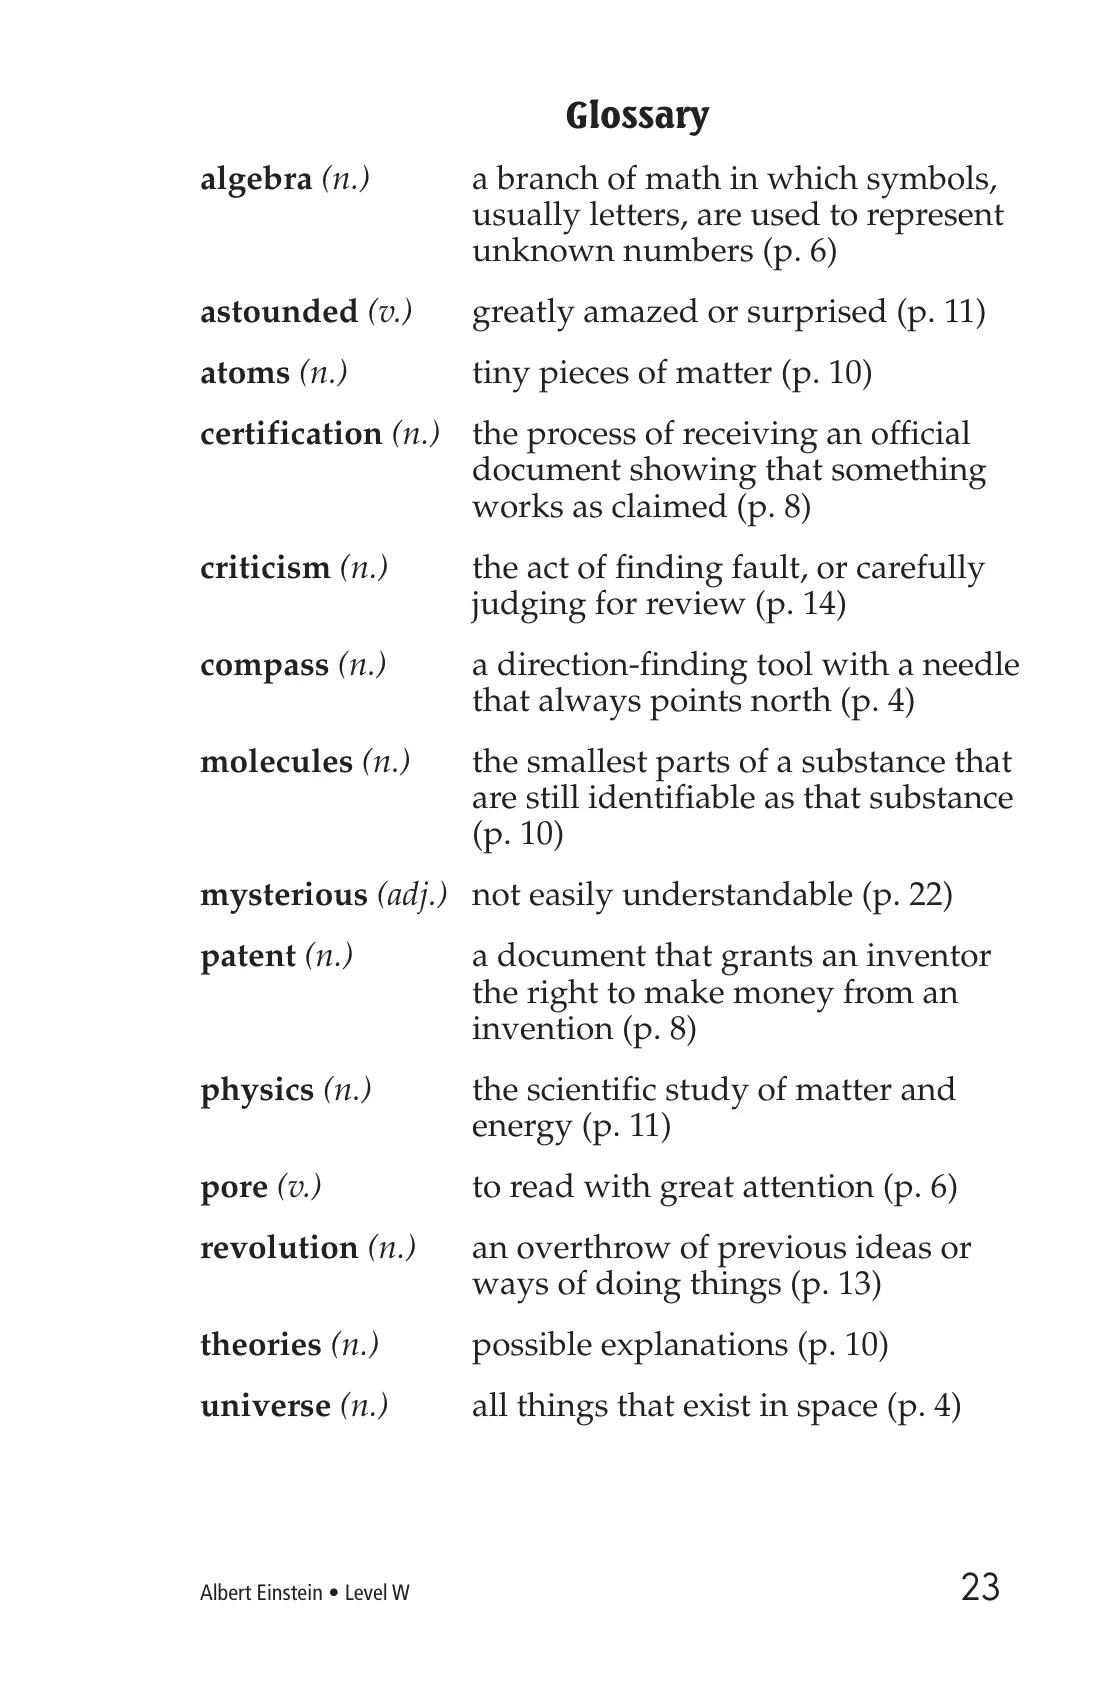 Glossary
algebra (n.) a branch of math in which symbols,
usually letters, are used to represent
unknown numbers (p. 6)
astounded (v.) greatly amazed or surprised (p. 11)
atoms (n.) tiny pieces of matter (p. 10)
certification (n.) the process of receiving an official
document showing that something
works as claimed (p. 8)
criticism (n.) the act of finding fault, or carefully
judging for review (p. 14)
compass (n.) a direction-finding tool with a needle
that always points north (p. 4)
molecules (n.) the smallest parts of a substance that
are still identifiable as that substance
(p. 10)
mysterious (adj.) not easily understandable (p. 22)
patent (n.) a document that grants an inventor
the right to make money from an
invention (p. 8)
physics (n.) the scientific study of matter and
energy (p. 11)
pore (v.) to read with great attention (p. 6)
revolution (n.) an overthrow of previous ideas or
ways of doing things (p. 13)
theories (n.) possible explanations (p. 10)
universe (n.) all things that exist in space (p. 4)
Albert Einstein • Level W 23